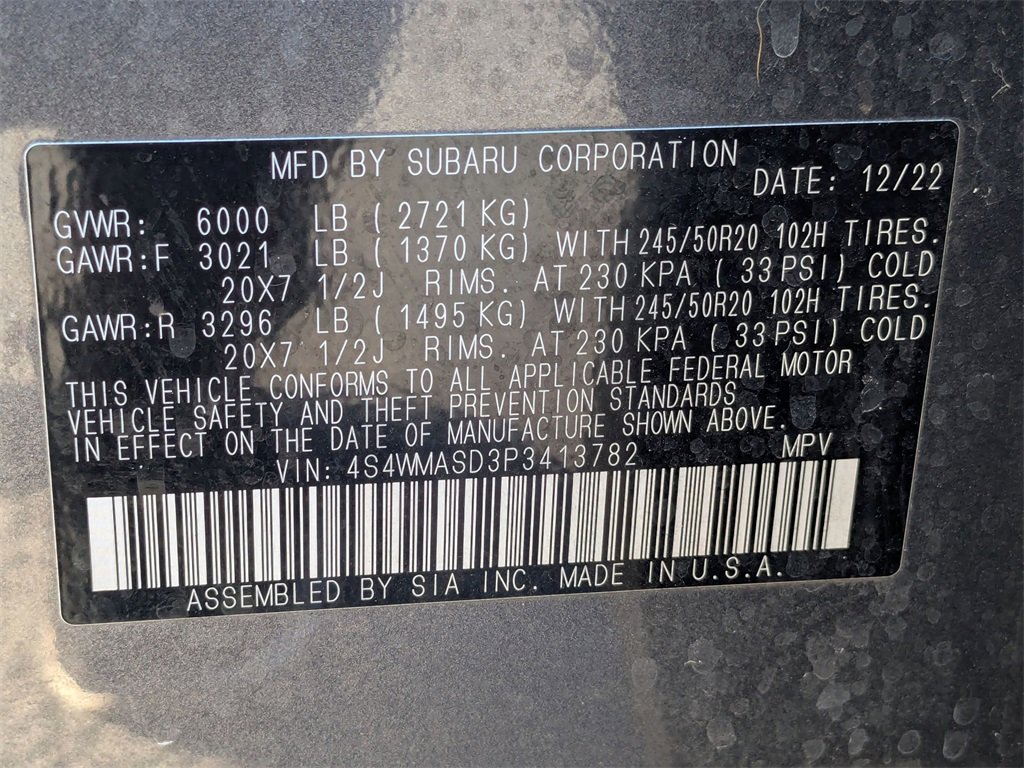 MFD BY SUBARU CORPORATION
DATE: 12/22
GVWR: 6000 LB ( 2721 KG)
GAWR:F 3021 LB ( 1370 KG) WITH 245/50R20 102H TIRES.
20X7 1/2J RIMS. AT 230 KPA ( 33 PSI) COLD
GAWR:R 3296 LB ( 1495 KG) WITH 245/50R20 102H TIRES.
20X7 1/2J RIMS. AT 230 KPA ( 33 PSI) COLD
THIS VEHICLE CONFORMS TO ALL APPLICABLE FEDERAL MOTOR
VEHICLE SAFETY AND THEFT PREVENTION STANDARDS
IN EFFECT ON THE DATE OF MANUFACTURE SHOWN ABOVE.
VIN: 4S4WMASD3P3413782 MPV
ASSEMBLED BY SIA INC. MADE IN U.S.A.